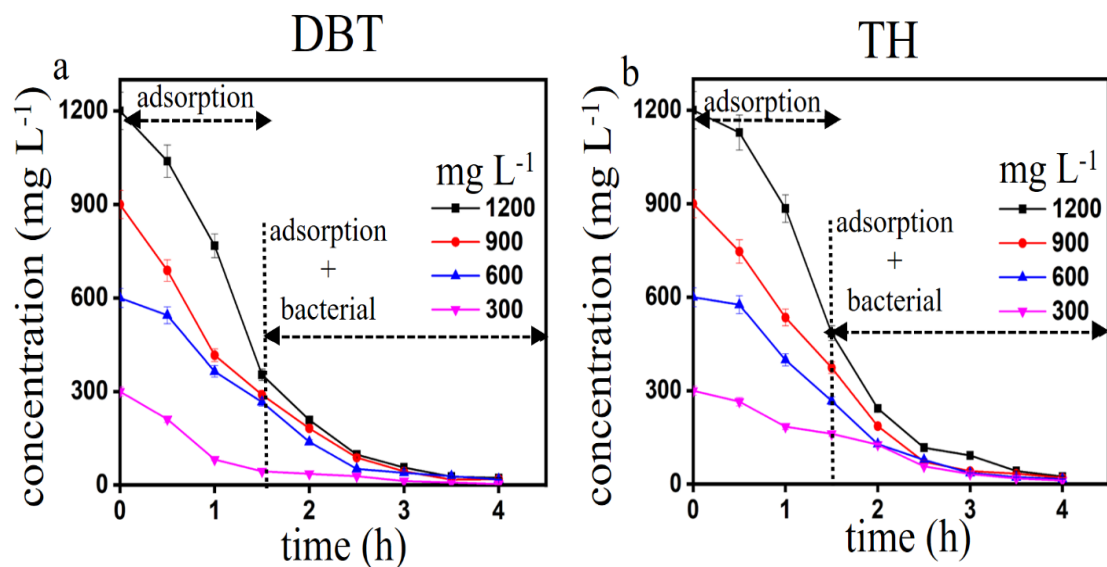 DBT
a
adsorption
mg L⁻¹
1200
900
600
300
adsorption
+
bacterial
concentration (mg L⁻¹)
1200
900
600
300
0
0 1 2 3 4
time (h)
TH
b
adsorption
mg L⁻¹
1200
900
600
300
adsorption
+
bacterial
concentration (mg L⁻¹)
1200
900
600
300
0
0 1 2 3 4
time (h)